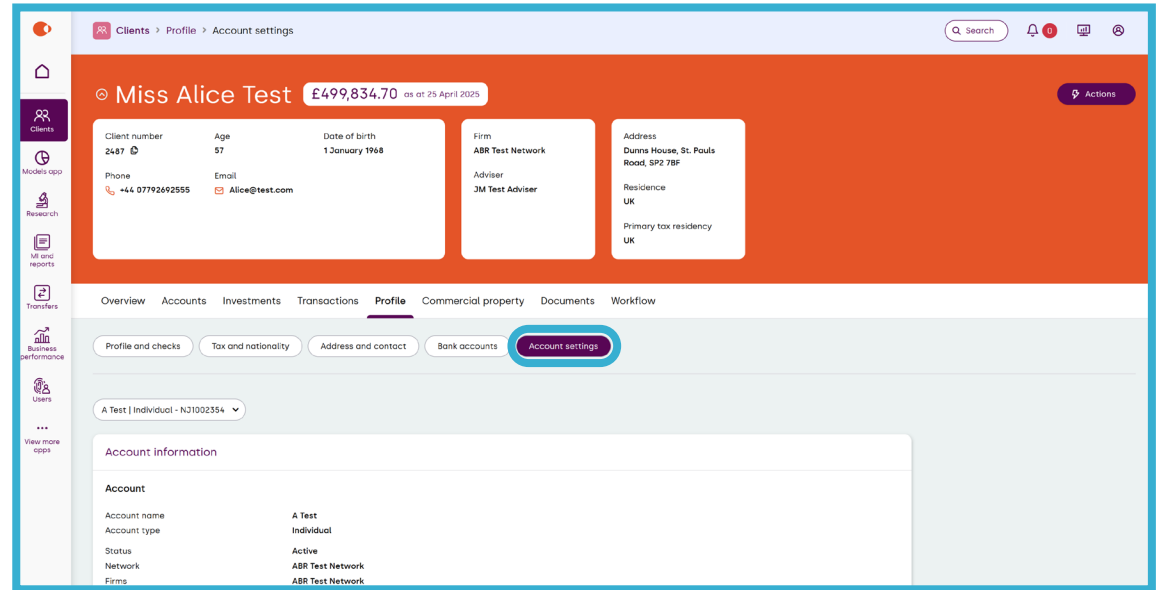 Clients > Profile > Account settings
Search
0
Home
Clients
Models app
Research
MI and
reports
Transfers
Business
performance
Users
View more
apps
Miss Alice Test
£499,834.70 as at 25 April 2025
Actions
Client number
2487
Age
57
Date of birth
1 January 1968
Phone
+44 07792692555
Email
Alice@test.com
Firm
ABR Test Network
Adviser
JM Test Adviser
Address
Dunns House, St. Pauls
Road, SP2 7BF
Residence
UK
Primary tax residency
UK
Overview Accounts Investments Transactions Profile Commercial property Documents Workflow
Profile and checks Tax and nationality Address and contact Bank accounts Account settings
A Test | Individual - NJ1002354
Account information
Account
Account name A Test
Account type Individual
Status Active
Network ABR Test Network
Firms ABR Test Network